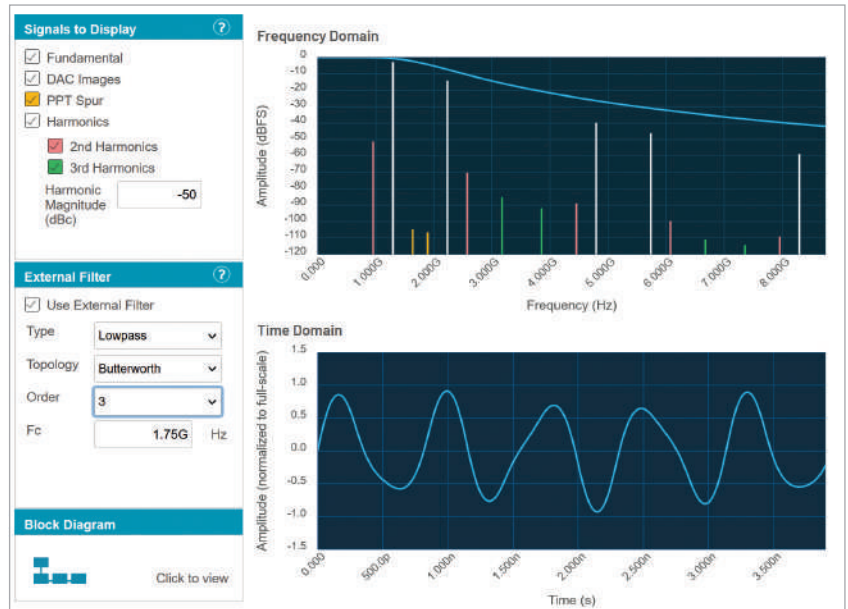 Signals to Display ?
Fundamental
DAC Images
PPT Spur
Harmonics
2nd Harmonics
3rd Harmonics
Harmonic
Magnitude
(dBc)
-50
External Filter ?
Use External Filter
Type Lowpass
Topology Butterworth
Order 3
Fc 1.75G Hz
Block Diagram
Click to view
Frequency Domain
Amplitude (dBFS)
0
-10
-20
-30
-40
-50
-60
-70
-80
-90
-100
-110
-120
0.000 1.000G 2.000G 3.000G 4.000G 5.000G 6.000G 7.000G 8.000G
Frequency (Hz)
Time Domain
Amplitude (normalized to full-scale)
1.5
1.0
0.5
0.0
-0.5
-1.0
-1.5
0.000 500.0p 1.000n 1.500n 2.000n 2.500n 3.000n 3.500n
Time (s)